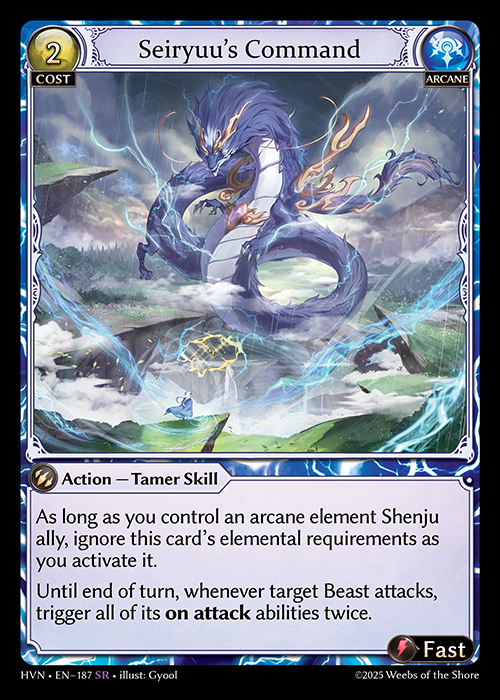 2
Seiryuu's Command
COST
ARCANE
Action — Tamer Skill
As long as you control an arcane element Shenju
ally, ignore this card's elemental requirements as
you activate it.
Until end of turn, whenever target Beast attacks,
trigger all of its on attack abilities twice.
Fast
HVN • EN-187 SR • illust: Gyool
©2025 Weebs of the Shore